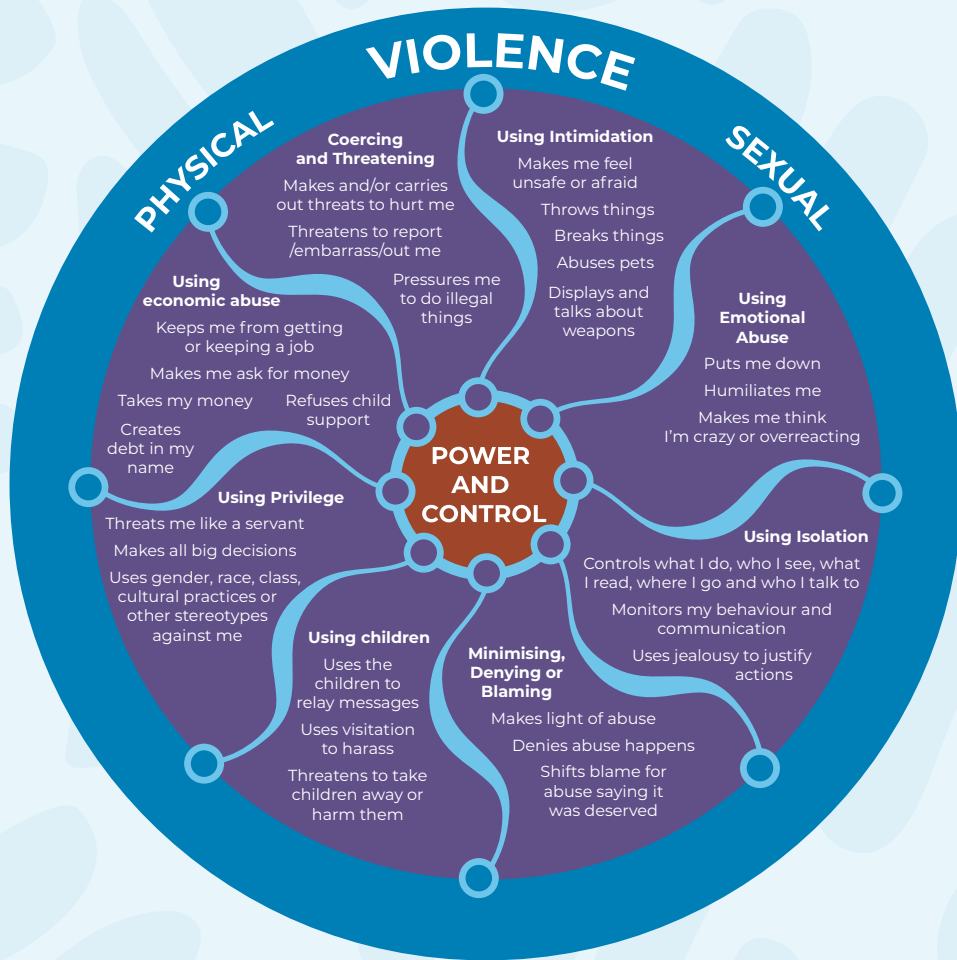 VIOLENCE
PHYSICAL
SEXUAL
Coercing
and Threatening
Makes and/or carries
out threats to hurt me
Threatens to report
/embarrass/out me
Pressures me
to do illegal
things
Using Intimidation
Makes me feel
unsafe or afraid
Throws things
Breaks things
Abuses pets
Displays and
talks about
weapons
Using
Emotional
Abuse
Puts me down
Humiliates me
Makes me think
I'm crazy or overreacting
Using Isolation
Controls what I do, who I see, what
I read, where I go and who I talk to
Monitors my behaviour and
communication
Uses jealousy to justify
actions
Minimising,
Denying or
Blaming
Makes light of abuse
Denies abuse happens
Shifts blame for
abuse saying it
was deserved
Using children
Uses the
children to
relay messages
Uses visitation
to harass
Threatens to take
children away or
harm them
Using Privilege
Threats me like a servant
Makes all big decisions
Uses gender, race, class,
cultural practices or
other stereotypes
against me
Using
economic abuse
Keeps me from getting
or keeping a job
Makes me ask for money
Takes my money
Refuses child
support
Creates
debt in my
name
POWER
AND
CONTROL